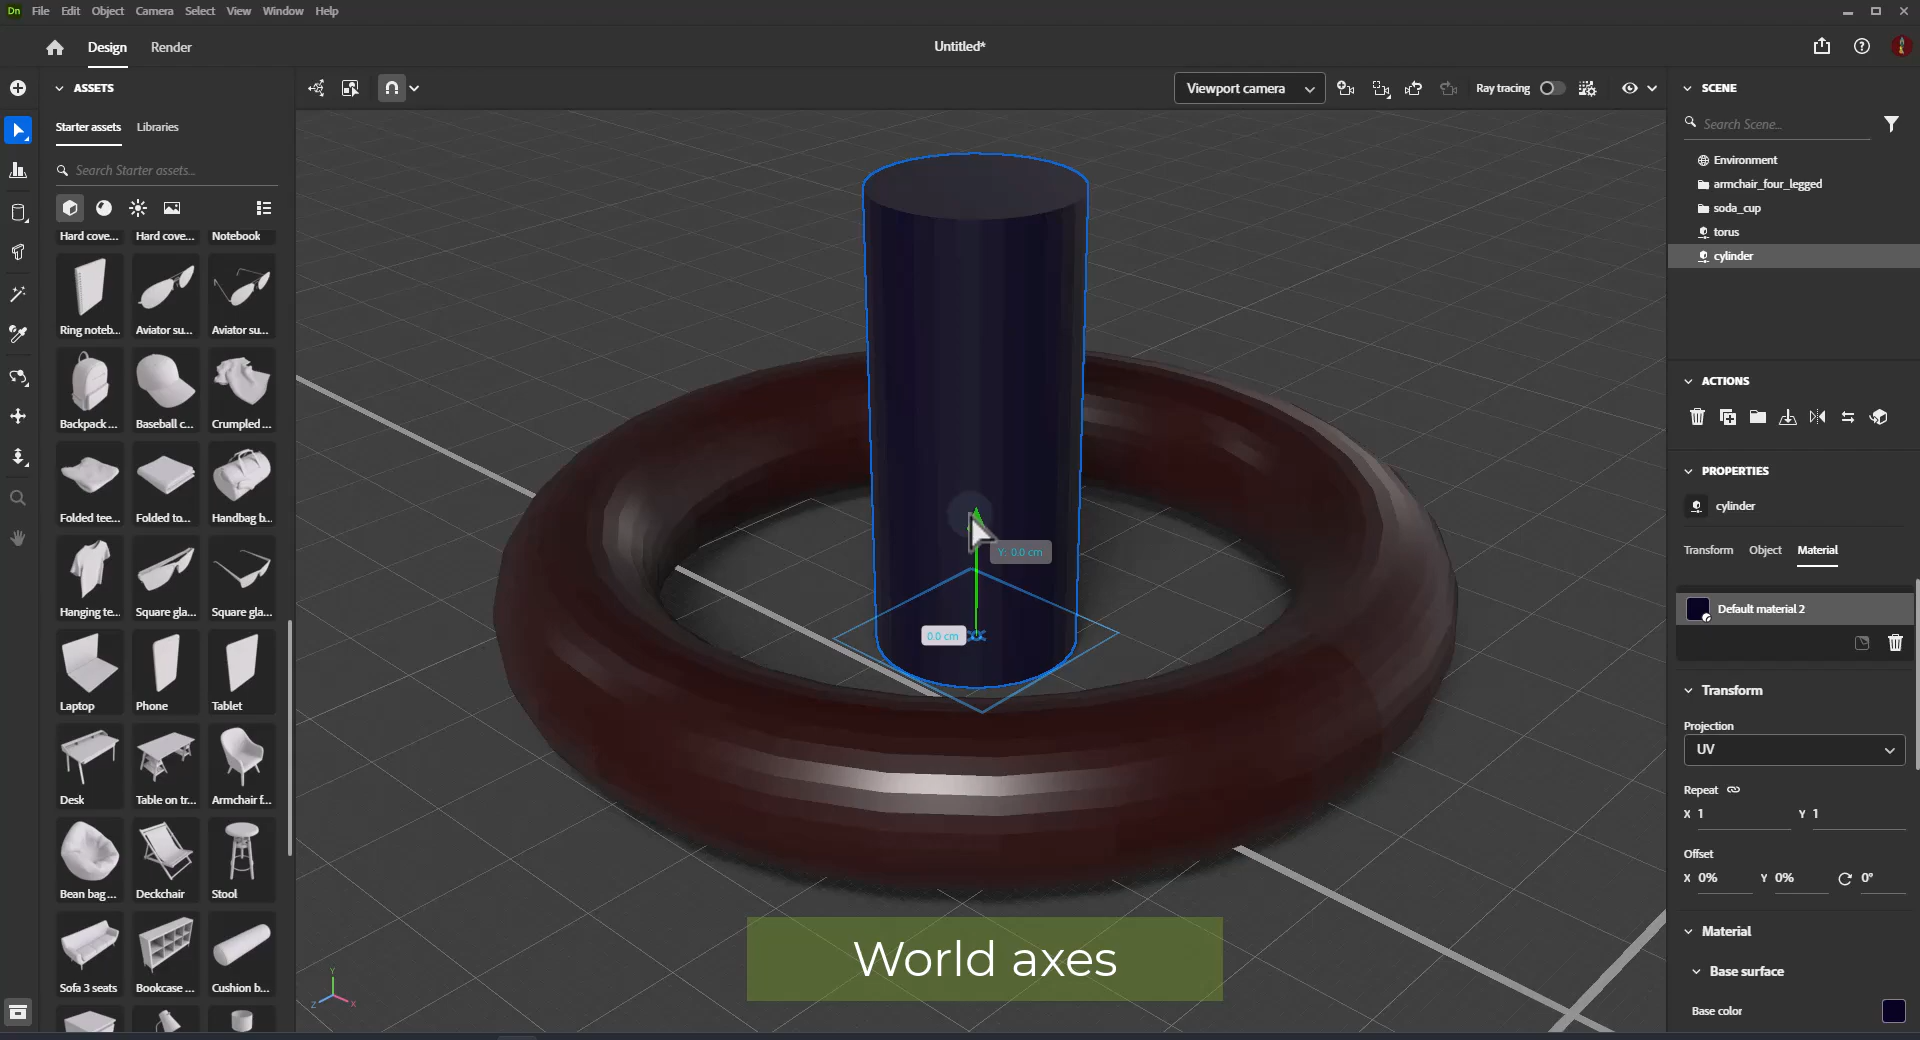 Dn File Edit Object Camera Select View Window Help
Design Render Untitled*
ASSETS
Starter assets Libraries
Search Starter assets...
Hard cove... Hard cove... Notebook
Ring noteb... Aviator su... Aviator su...
Backpack ... Baseball c... Crumpled ...
Folded tee... Folded to... Handbag b...
Hanging te... Square gla... Square gla...
Laptop Phone Tablet
Desk Table on tr... Armchair f...
Bean bag ... Deckchair Stool
Sofa 3 seats Bookcase ... Cushion b...
Viewport camera Ray tracing
Y: 0.0 cm
0.0 cm
World axes
Y
Z X
SCENE
Search Scene...
Environment
armchair_four_legged
soda_cup
torus
cylinder
ACTIONS
PROPERTIES
cylinder
Transform Object Material
Default material 2
Transform
Projection
UV
Repeat
X 1 Y 1
Offset
X 0% Y 0% 0°
Material
Base surface
Base color